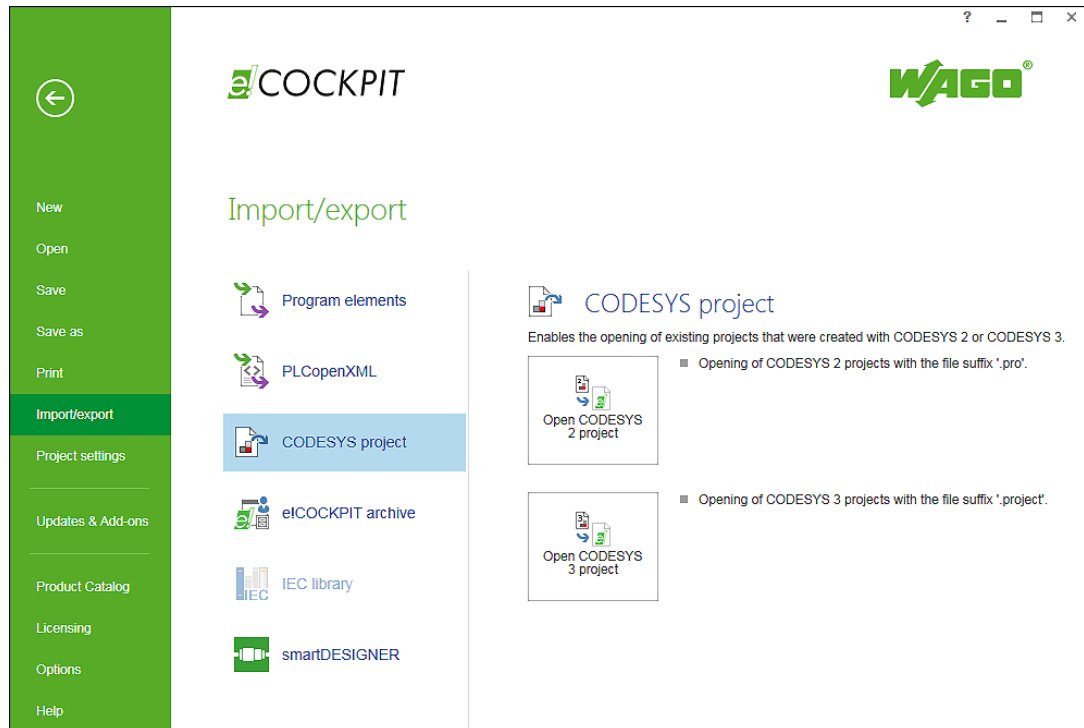 ?
e!COCKPIT
WAGO®
New
Open
Save
Save as
Print
Import/export
Project settings
Updates & Add-ons
Product Catalog
Licensing
Options
Help
Import/export
Program elements
PLCopenXML
CODESYS project
e!COCKPIT archive
IEC
IEC library
smartDESIGNER
CODESYS project
Enables the opening of existing projects that were created with CODESYS 2 or CODESYS 3.
2
Open CODESYS
2 project
Opening of CODESYS 2 projects with the file suffix '.pro'.
3
Open CODESYS
3 project
Opening of CODESYS 3 projects with the file suffix '.project'.